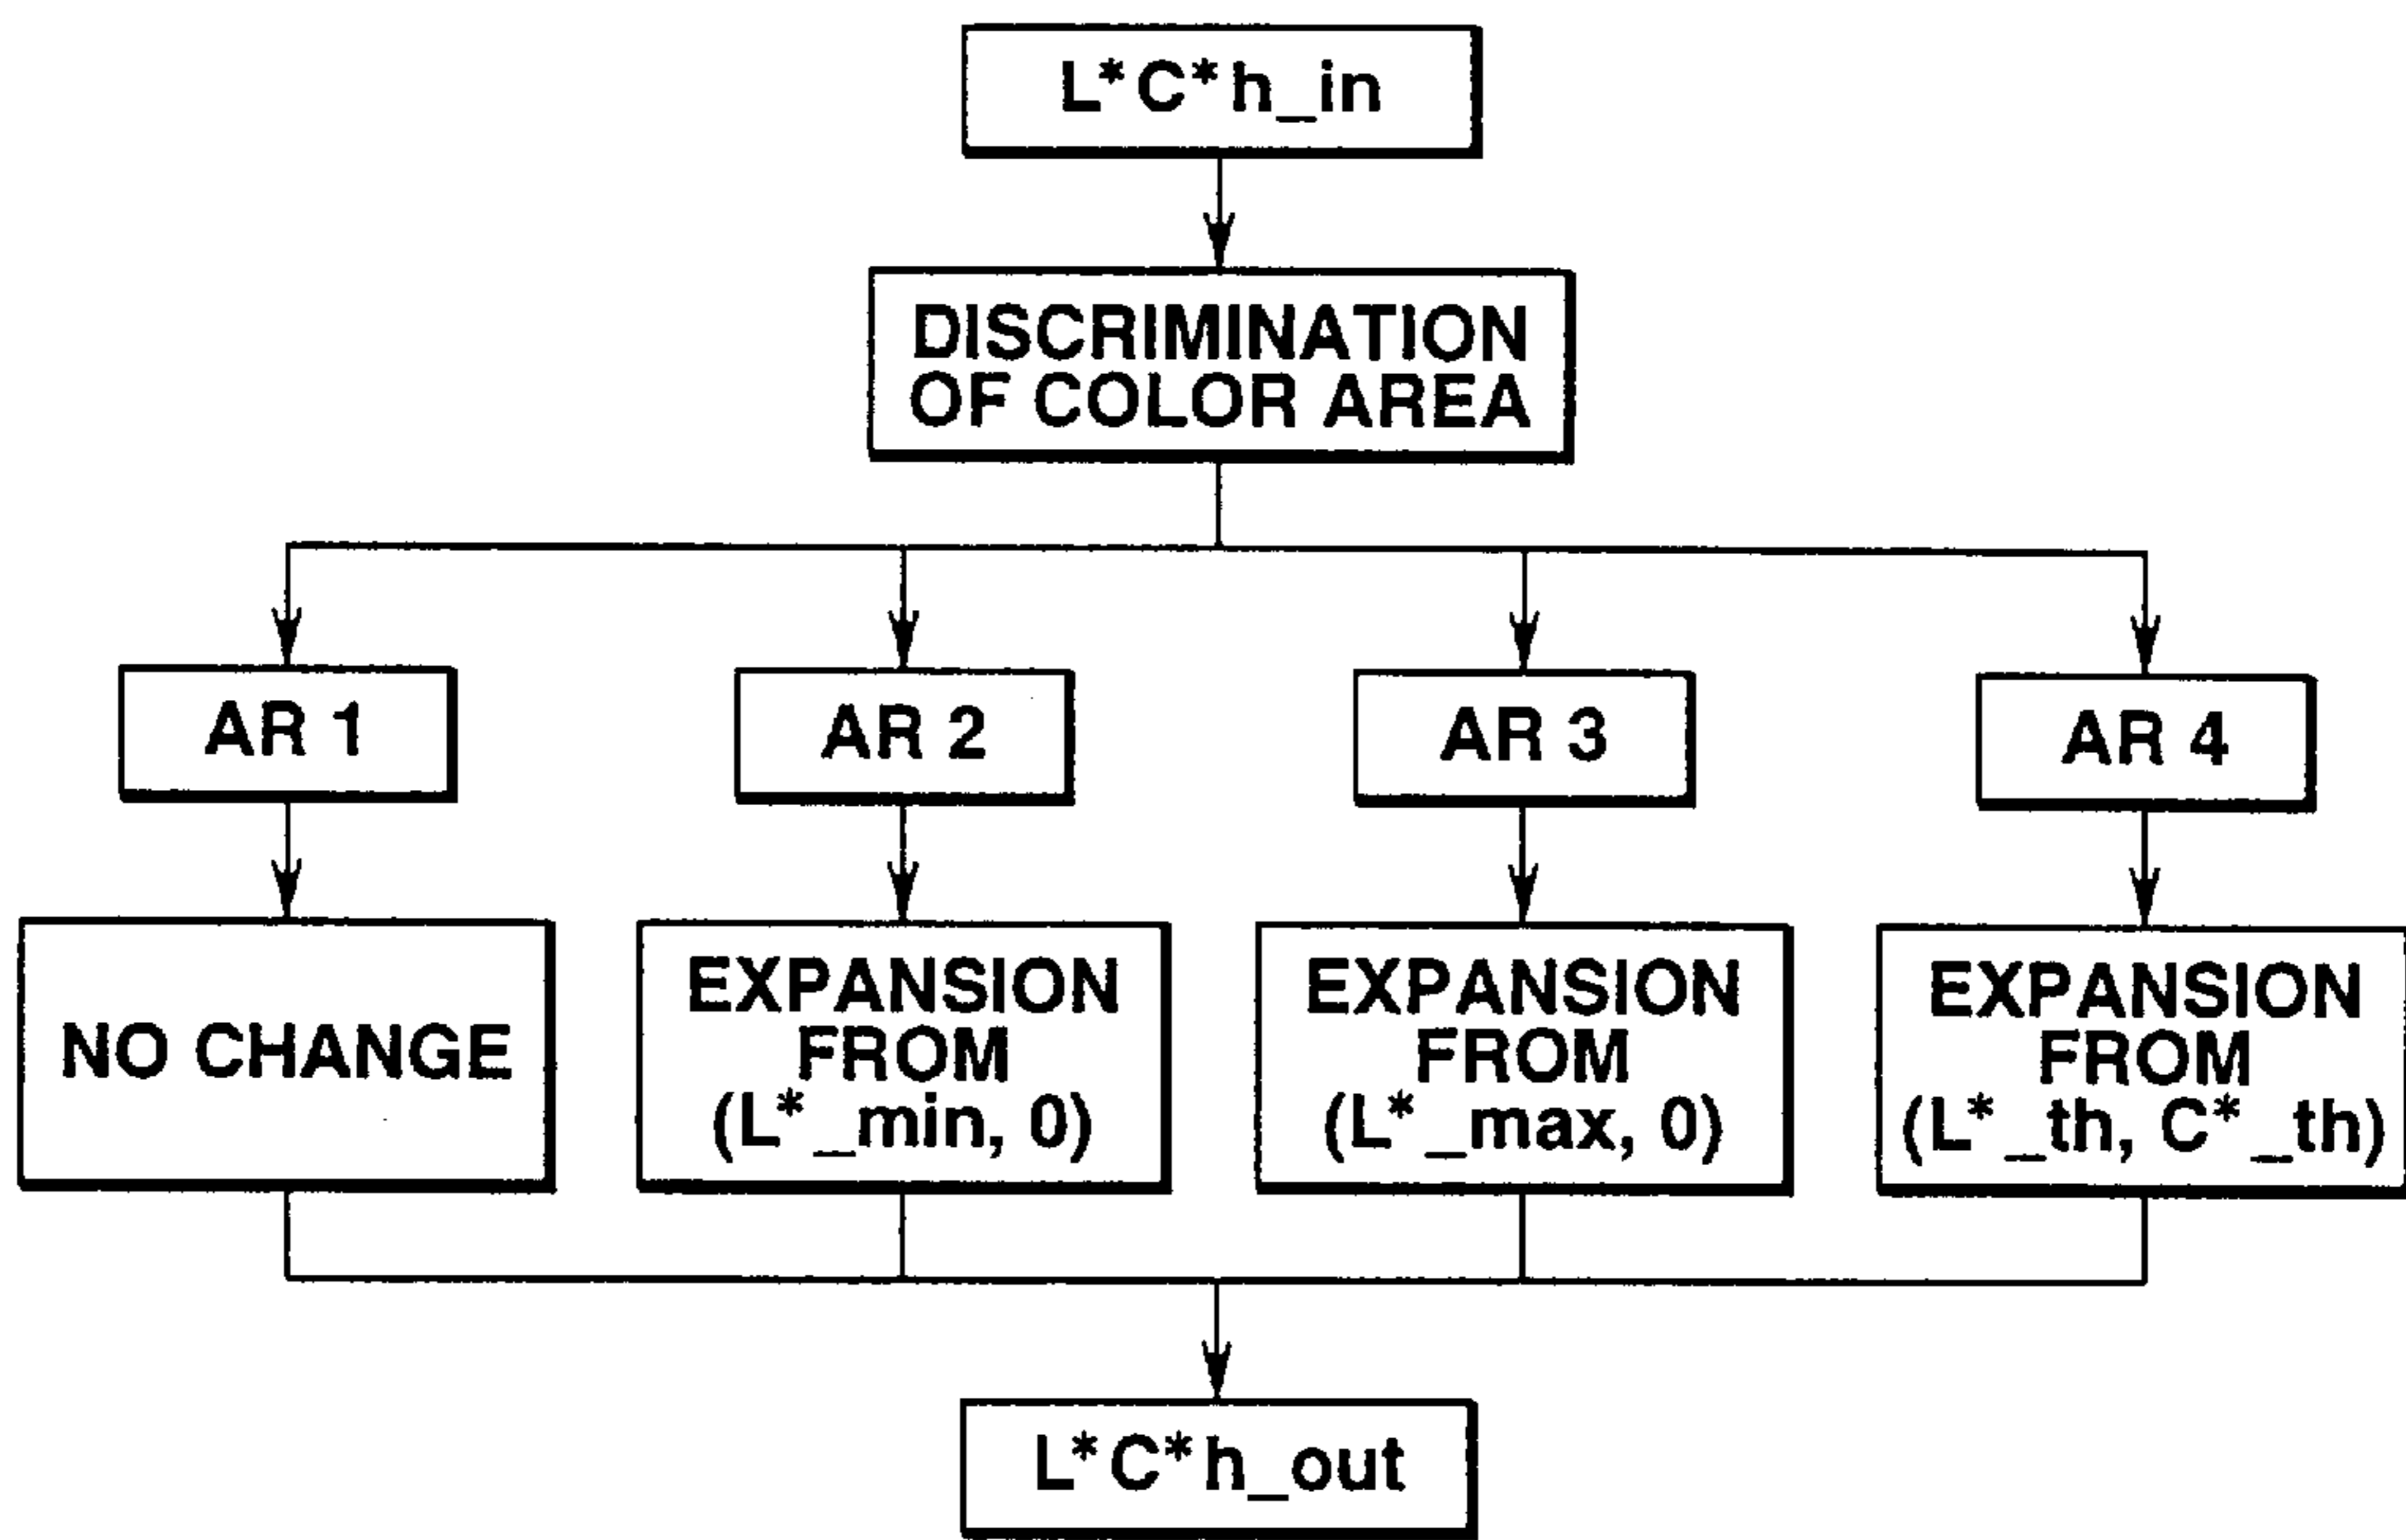 L*C*h_in
DISCRIMINATION
OF COLOR AREA
AR 1
AR 2
AR 3
AR 4
NO CHANGE
EXPANSION
FROM
(L*_min, 0)
EXPANSION
FROM
(L*_max, 0)
EXPANSION
FROM
(L*_th, C*_th)
L*C*h_out